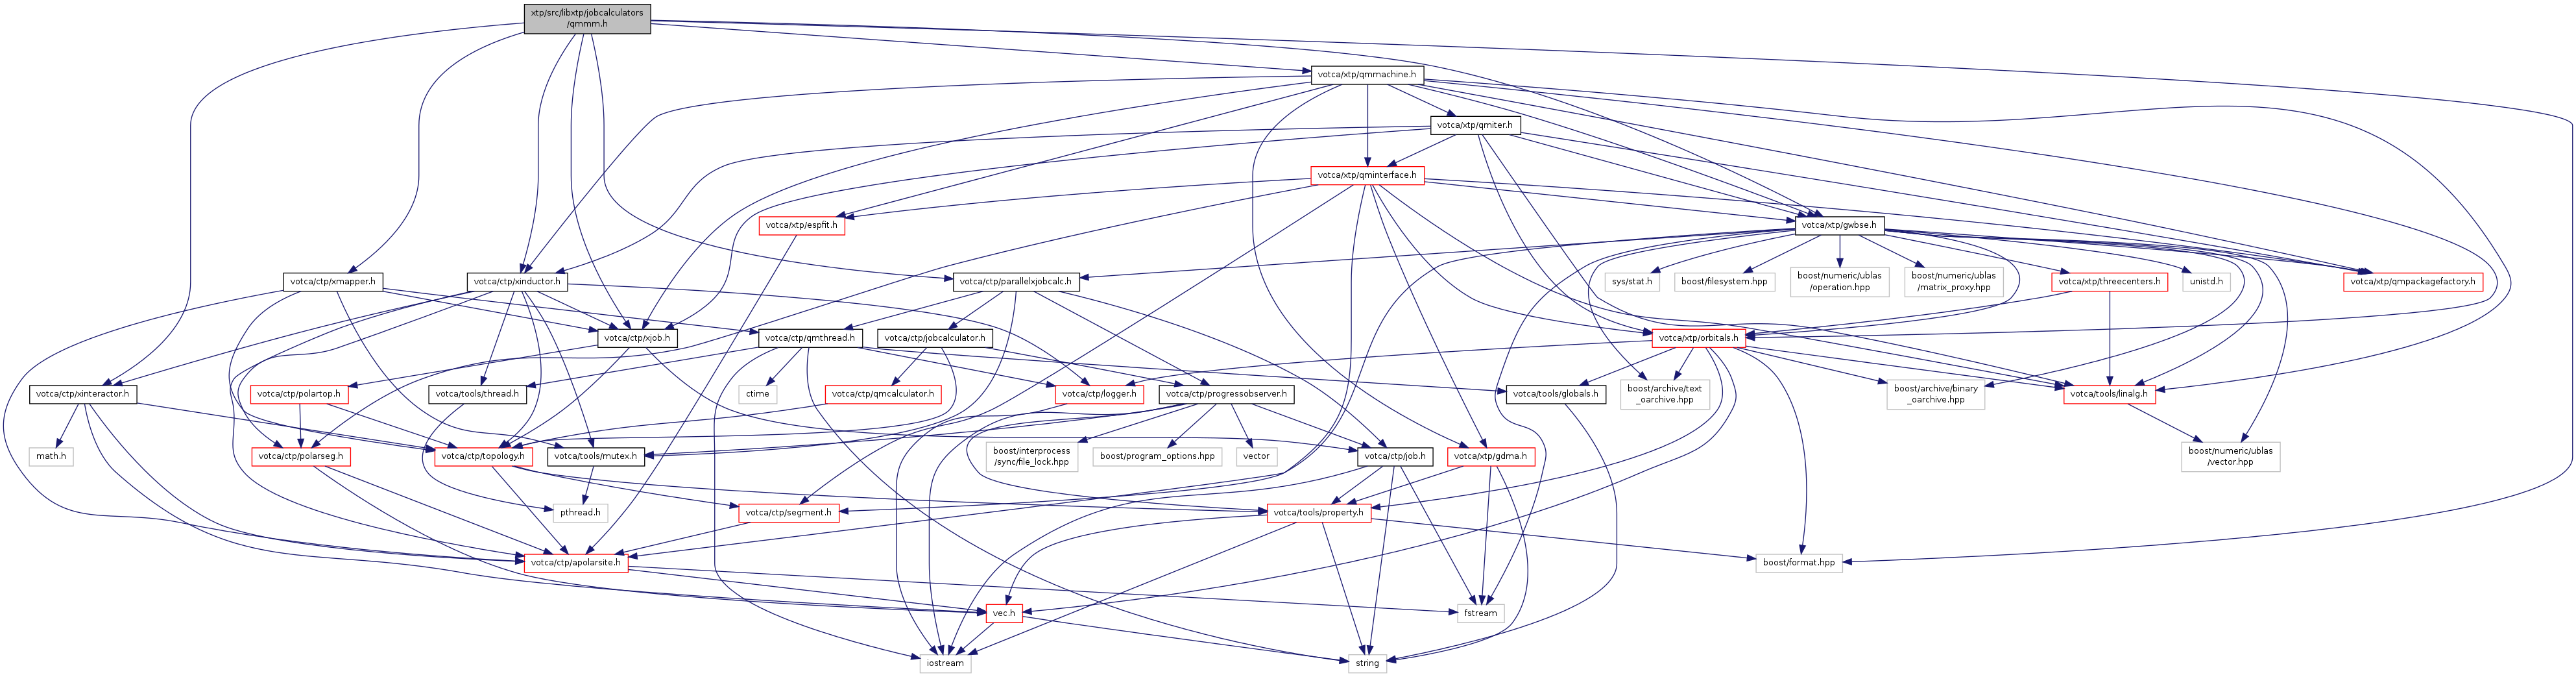 xtp/src/libxtp/jobcalculators
/qmmm.h
votca/xtp/qmmachine.h
votca/xtp/qmiter.h
votca/xtp/qminterface.h
votca/xtp/espfit.h
votca/xtp/gwbse.h
votca/ctp/xmapper.h
votca/ctp/xinductor.h
votca/ctp/parallelxjobcalc.h
sys/stat.h
boost/filesystem.hpp
boost/numeric/ublas
/operation.hpp
boost/numeric/ublas
/matrix_proxy.hpp
votca/xtp/threecenters.h
unistd.h
votca/xtp/qmpackagefactory.h
votca/ctp/xjob.h
votca/ctp/qmthread.h
votca/ctp/jobcalculator.h
votca/xtp/orbitals.h
votca/ctp/xinteractor.h
votca/ctp/polartop.h
votca/tools/thread.h
ctime
votca/ctp/qmcalculator.h
votca/ctp/logger.h
votca/ctp/progressobserver.h
votca/tools/globals.h
boost/archive/text
_oarchive.hpp
boost/archive/binary
_oarchive.hpp
votca/tools/linalg.h
math.h
votca/ctp/polarseg.h
votca/ctp/topology.h
votca/tools/mutex.h
boost/interprocess
/sync/file_lock.hpp
boost/program_options.hpp
vector
votca/ctp/job.h
votca/xtp/gdma.h
boost/numeric/ublas
/vector.hpp
pthread.h
votca/ctp/segment.h
votca/tools/property.h
votca/ctp/apolarsite.h
boost/format.hpp
vec.h
fstream
iostream
string